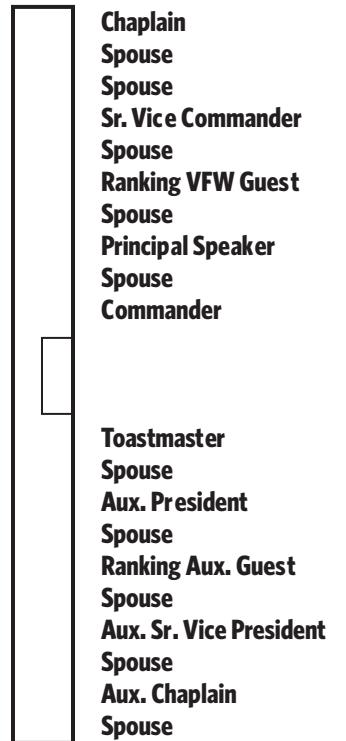 Chaplain
Spouse
Spouse
Sr. Vice Commander
Spouse
Ranking VFW Guest
Spouse
Principal Speaker
Spouse
Commander
Toastmaster
Spouse
Aux. President
Spouse
Ranking Aux. Guest
Spouse
Aux. Sr. Vice President
Spouse
Aux. Chaplain
Spouse